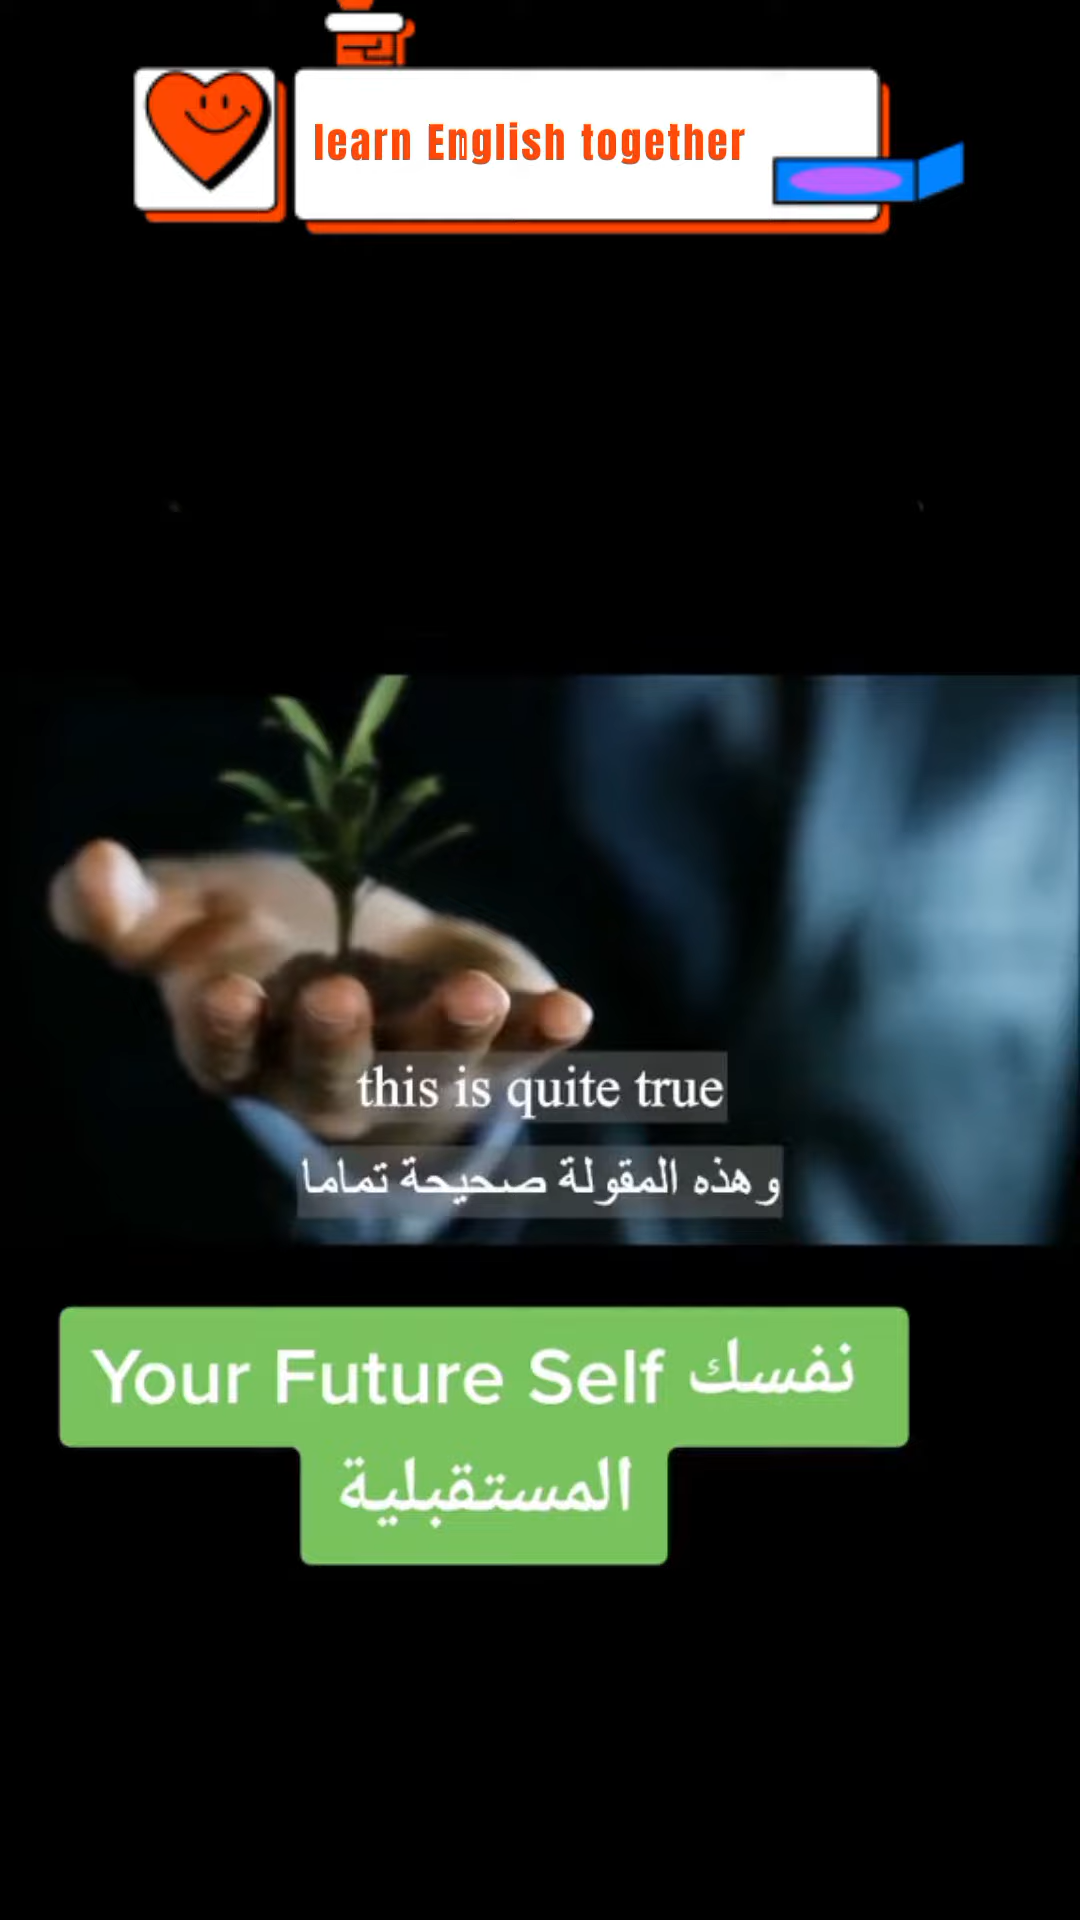 learn English together
this is quite true
وهذه المقولة صحيحة تماما
Your Future Self نفسك
المستقبلية